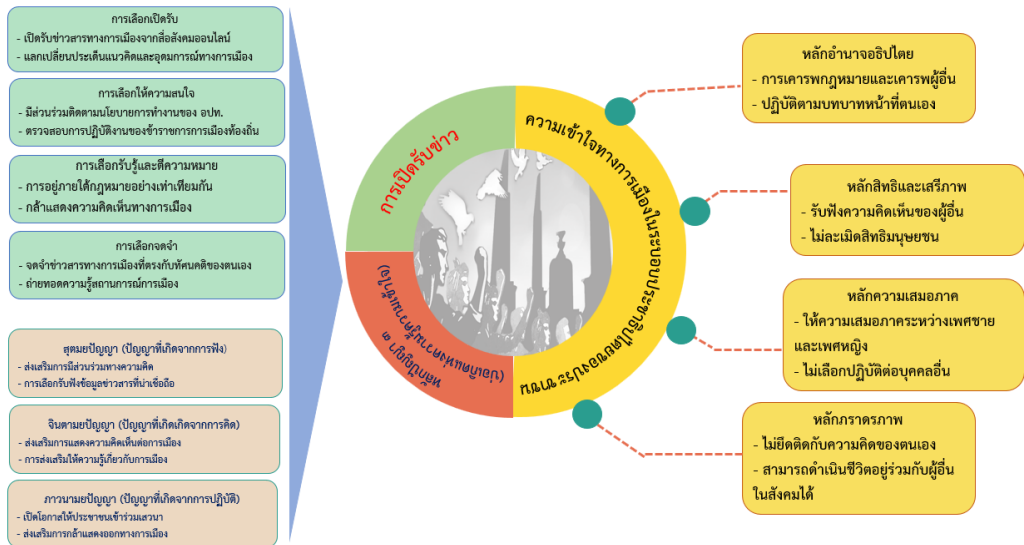 การเลือกเปิดรับ
- เปิดรับข่าวสารทางการเมืองจากสื่อสังคมออนไลน์
- แลกเปลี่ยนประเด็นแนวคิดและอุดมการณ์ทางการเมือง
การเลือกให้ความสนใจ
- มีส่วนร่วมติดตามนโยบายการทำงานของ อปท.
- ตรวจสอบการปฏิบัติงานของข้าราชการการเมืองท้องถิ่น
การเลือกรับรู้และตีความหมาย
- การอยู่ภายใต้กฎหมายอย่างเท่าเทียมกัน
- กล้าแสดงความคิดเห็นทางการเมือง
การเลือกจดจำ
- จดจำข่าวสารทางการเมืองที่ตรงกับทัศนคติของตนเอง
- ถ่ายทอดความรู้สถานการณ์การเมือง
สุตมยปัญญา (ปัญญาที่เกิดจากการฟัง)
- ส่งเสริมการมีส่วนร่วมทางความคิด
- การเลือกรับฟังข้อมูลข่าวสารที่น่าเชื่อถือ
จินตามยปัญญา (ปัญญาที่เกิดเกิดจากการคิด)
- ส่งเสริมการแสดงความคิดเห็นต่อการเมือง
- การส่งเสริมให้ความรู้เกี่ยวกับการเมือง
ภาวนามยปัญญา (ปัญญาที่เกิดจากการปฏิบัติ)
- เปิดโอกาสให้ประชาชนเข้าร่วมเสวนา
- ส่งเสริมการกล้าแสดงออกทางการเมือง
การเปิดรับข่าว
หลักปัญญา ๓
(บ่อเกิดแห่งความรู้ความเข้าใจ)
ความเข้าใจทางการเมืองในระบอบประชาธิปไตยของประชาชน
หลักอำนาจอธิปไตย
- การเคารพกฎหมายและเคารพผู้อื่น
- ปฏิบัติตามบทบาทหน้าที่ตนเอง
หลักสิทธิและเสรีภาพ
- รับฟังความคิดเห็นของผู้อื่น
- ไม่ละเมิดสิทธิมนุษยชน
หลักความเสมอภาค
- ให้ความเสมอภาคระหว่างเพศชาย
และเพศหญิง
- ไม่เลือกปฏิบัติต่อบุคคลอื่น
หลักภราดรภาพ
- ไม่ยึดติดกับความคิดของตนเอง
- สามารถดำเนินชีวิตอยู่ร่วมกับผู้อื่น
ในสังคมได้